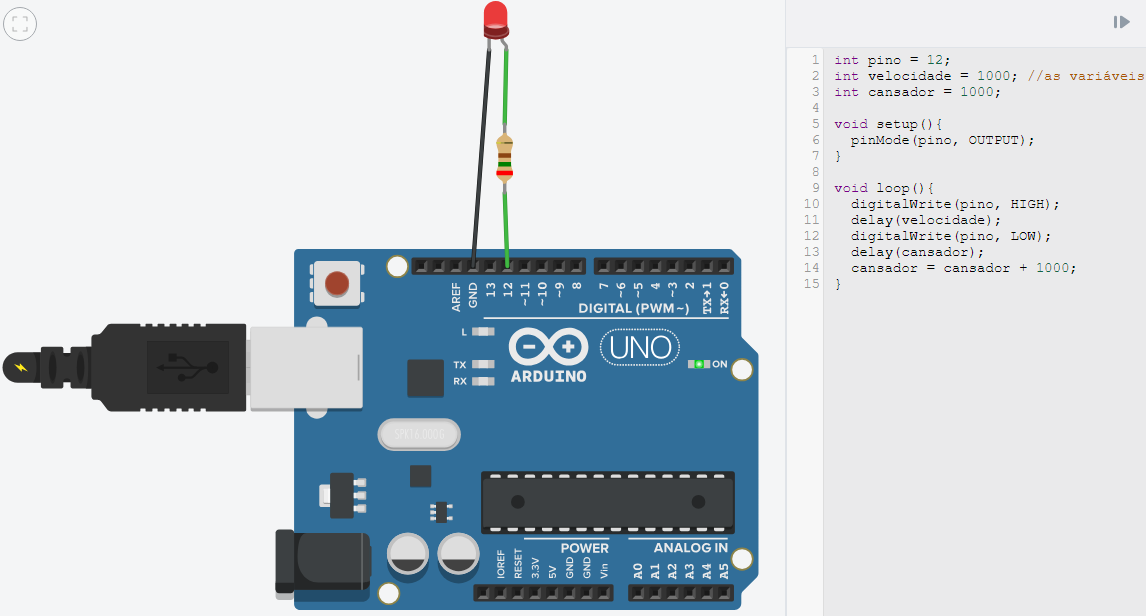 1 int pino = 12;
2 int velocidade = 1000; //as variáveis
3 int cansador = 1000;
4
5 void setup(){
6 pinMode(pino, OUTPUT);
7 }
8
9 void loop(){
10 digitalWrite(pino, HIGH);
11 delay(velocidade);
12 digitalWrite(pino, LOW);
13 delay(cansador);
14 cansador = cansador + 1000;
15 }
AREF GND 13 12 ~11 ~10 ~9 8 7 ~6 ~5 4 ~3 2 TX→1 RX←0
DIGITAL (PWM~)
L
TX
RX
ARDUINO
UNO
ON
POWER
ANALOG IN
IOREF RESET 3.3V 5V GND GND Vin A0 A1 A2 A3 A4 A5